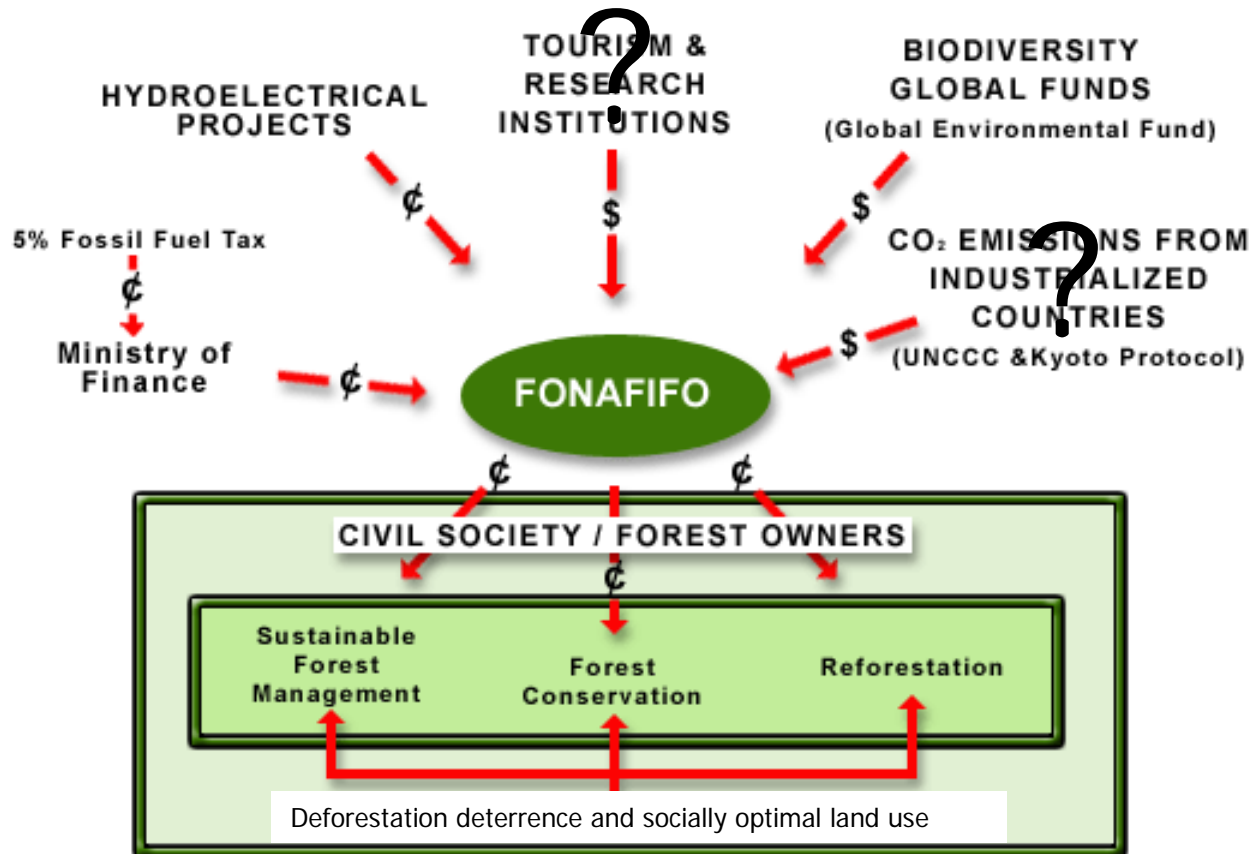 HYDROELECTRICAL
PROJECTS
¢
TOURISM &
RESEARCH
INSTITUTIONS
?
$
BIODIVERSITY
GLOBAL FUNDS
(Global Environmental Fund)
$
5% Fossil Fuel Tax
¢
Ministry of
Finance
¢
CO₂ EMISSIONS FROM
INDUSTRIALIZED
COUNTRIES
(UNCCC &Kyoto Protocol)
?
$
FONAFIFO
¢
¢
CIVIL SOCIETY / FOREST OWNERS
¢
Sustainable
Forest
Management
Forest
Conservation
Reforestation
Deforestation deterrence and socially optimal land use